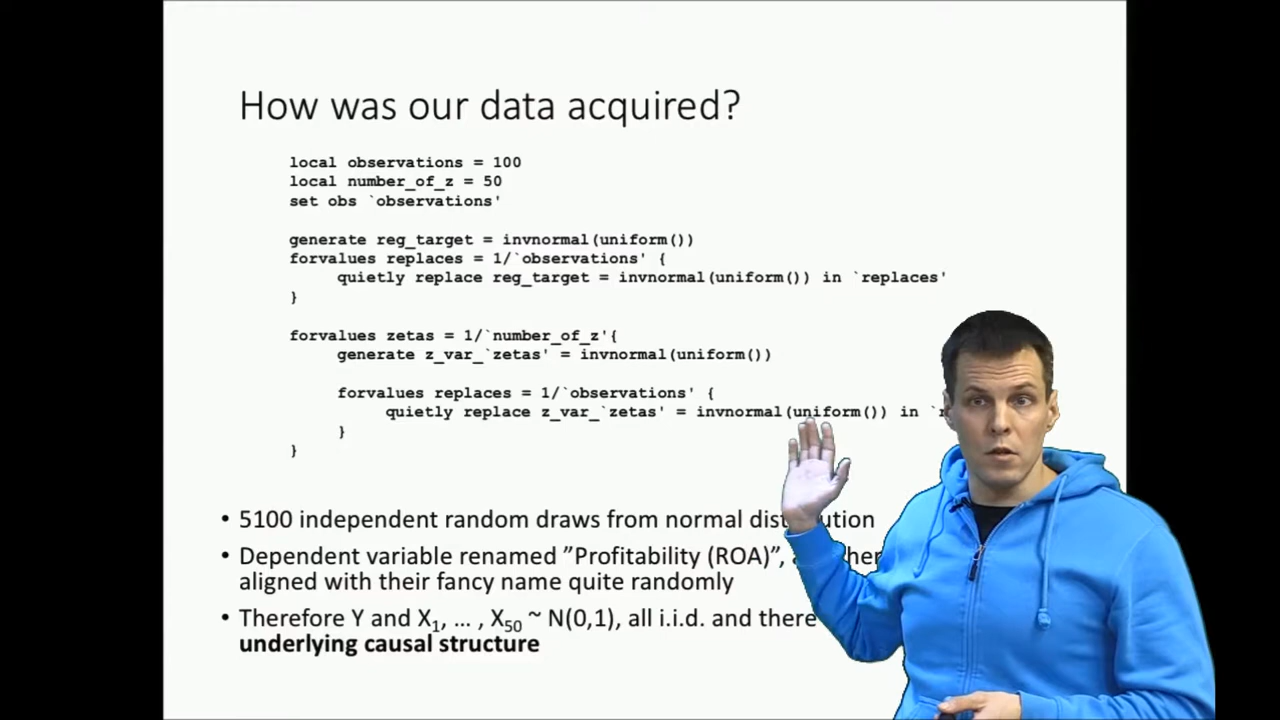 How was our data acquired?
local observations = 100
local number_of_z = 50
set obs `observations'
generate reg_target = invnormal(uniform())
forvalues replaces = 1/`observations' {
quietly replace reg_target = invnormal(uniform()) in `replaces'
}
forvalues zetas = 1/`number_of_z'{
generate z_var_`zetas' = invnormal(uniform())
forvalues replaces = 1/`observations' {
quietly replace z_var_`zetas' = invnormal(uniform()) in
}
}
• 5100 independent random draws from normal
• Dependent variable renamed ”Profitability (ROA)”,
aligned with their fancy name quite randomly
• Therefore Y and X1, … , X50 ~ N(0,1), all i.i.d. and there
underlying causal structure